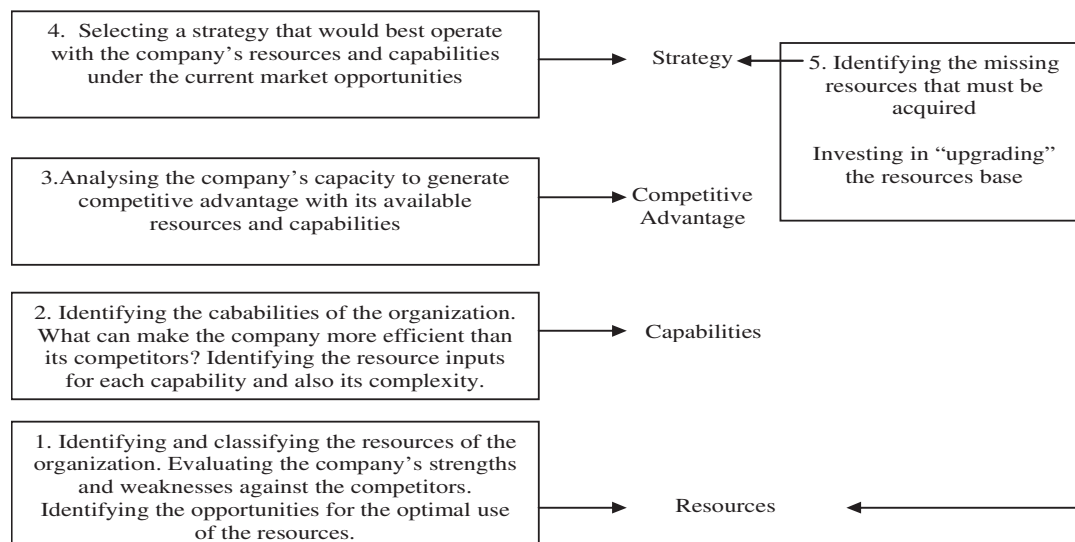 4. Selecting a strategy that would best operate
with the company’s resources and capabilities
under the current market opportunities
Strategy
5. Identifying the missing
resources that must be
acquired
Investing in “upgrading”
the resources base
3.Analysing the company’s capacity to generate
competitive advantage with its available
resources and capabilities
Competitive
Advantage
2. Identifying the cababilities of the organization.
What can make the company more efficient than
its competitors? Identifying the resource inputs
for each capability and also its complexity.
Capabilities
1. Identifying and classifying the resources of the
organization. Evaluating the company’s strengths
and weaknesses against the competitors.
Identifying the opportunities for the optimal use
of the resources.
Resources